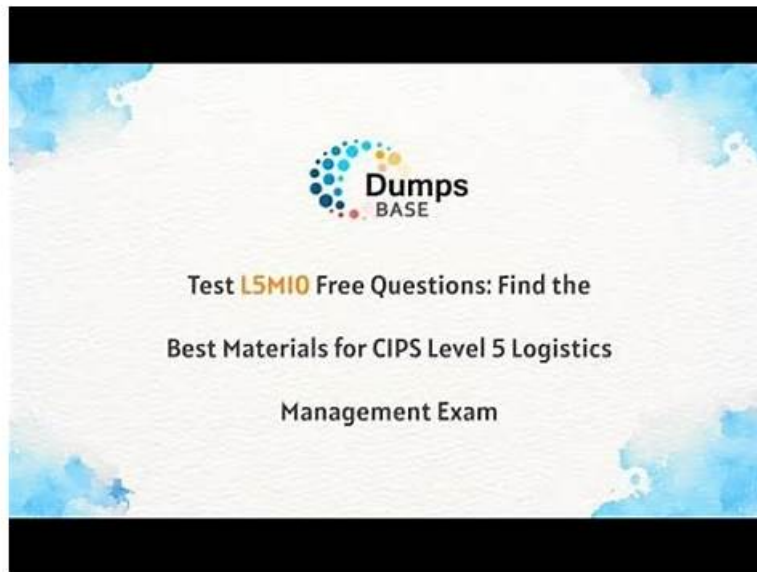 Dumps
BASE
Test L5M10 Free Questions: Find the
Best Materials for CIPS Level 5 Logistics
Management Exam